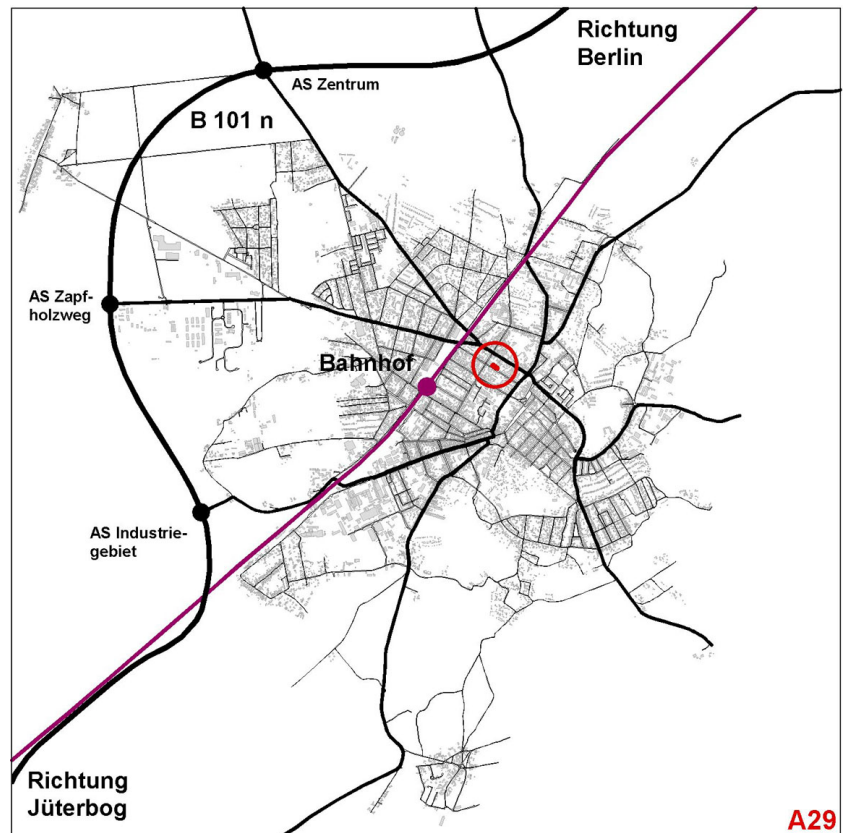 Richtung
Berlin
AS Zentrum
B 101 n
AS Zapf-
holzweg
Bahnhof
AS Industrie-
gebiet
Richtung
Jüterbog
A29